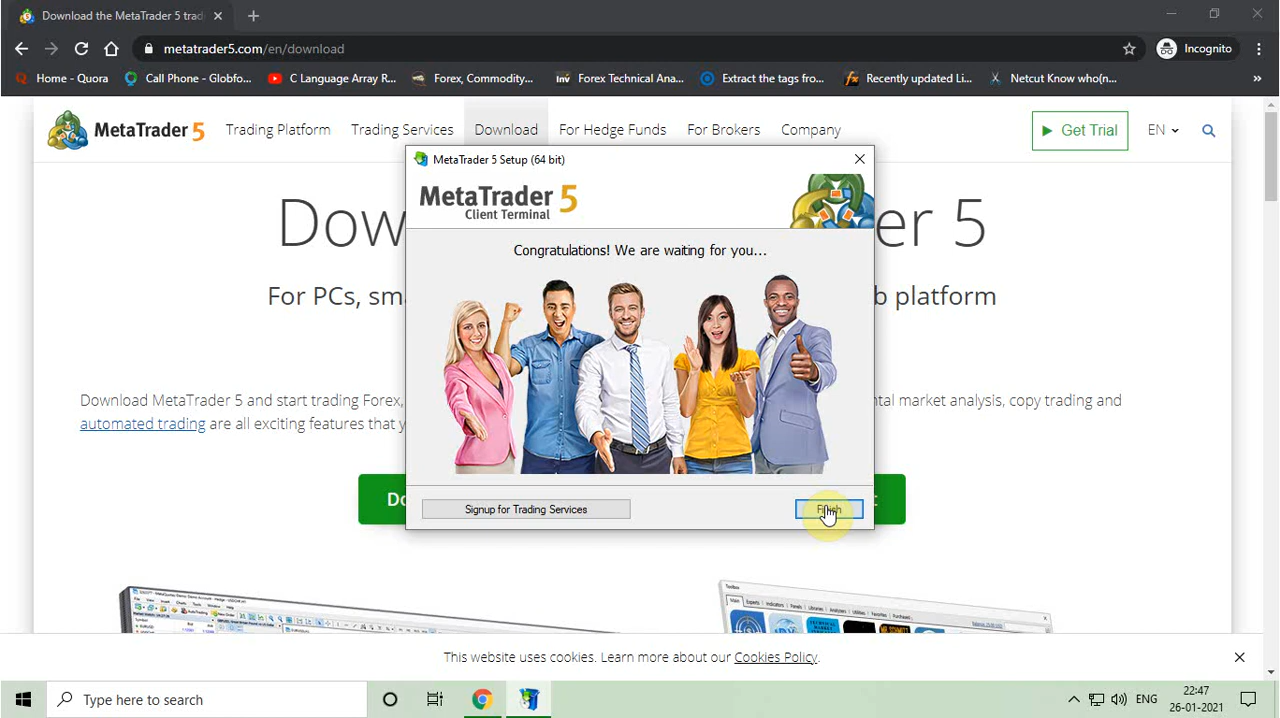 Download the MetaTrader 5 trad
metatrader5.com/en/download
Incognito
Home - Quora
Call Phone - Globfo...
C Language Array R...
Forex, Commodity...
Forex Technical Ana...
Extract the tags from...
Recently updated Li...
Netcut Know who(n...
»
MetaTrader 5
Trading Platform
Trading Services
Download
For Hedge Funds
For Brokers
Company
Get Trial
EN
MetaTrader 5 Setup (64 bit)
MetaTrader 5
Client Terminal
Dow
er 5
Congratulations! We are waiting for you...
For PCs, sma
b platform
Download MetaTrader 5 and start trading Forex,
ntal market analysis, copy trading and
automated trading are all exciting features that y
Signup for Trading Services
Finish
Do
This website uses cookies. Learn more about our Cookies Policy.
Type here to search
ENG
22:47
26-01-2021